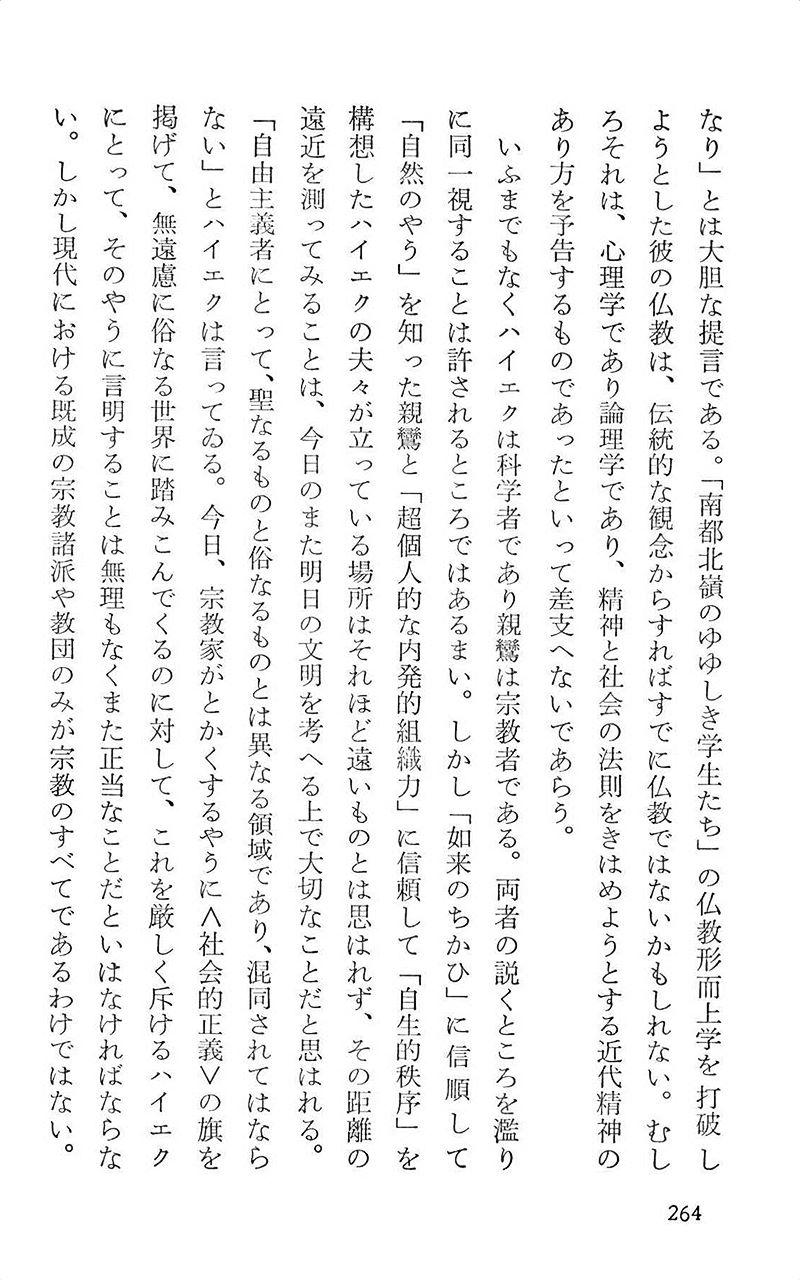 なり」とは大胆な提言である。「南都北嶺のゆゆしき学生たち」の仏教形而上学を打破し
ようとした彼の仏教は、伝統的な観念からすればすでに仏教ではないかもしれない。むし
ろそれは、心理学であり論理学であり、精神と社会の法則をきはめようとする近代精神の
あり方を予告するものであったといって差支へないであらう。
いふまでもなくハイエクは科学者であり親鸞は宗教者である。両者の説くところを濫り
に同一視することは許されるところではあるまい。しかし「如来のちかひ」に信順して
「自然のやう」を知った親鸞と「超個人的な内発的組織力」に信頼して「自生的秩序」を
構想したハイエクの夫々が立っている場所はそれほど遠いものとは思はれず、その距離の
遠近を測ってみることは、今日のまた明日の文明を考へる上で大切なことだと思はれる。
「自由主義者にとって、聖なるものと俗なるものとは異なる領域であり、混同されてはなら
ない」とハイエクは言ってゐる。今日、宗教家がとかくするやうに＜社会的正義＞の旗を
掲げて、無遠慮に俗なる世界に踏みこんでくるのに対して、これを厳しく斥けるハイエク
にとって、そのやうに言明することは無理もなくまた正当なことだといはなければならな
い。しかし現代における既成の宗教諸派や教団のみが宗教のすべてであるわけではない。
264